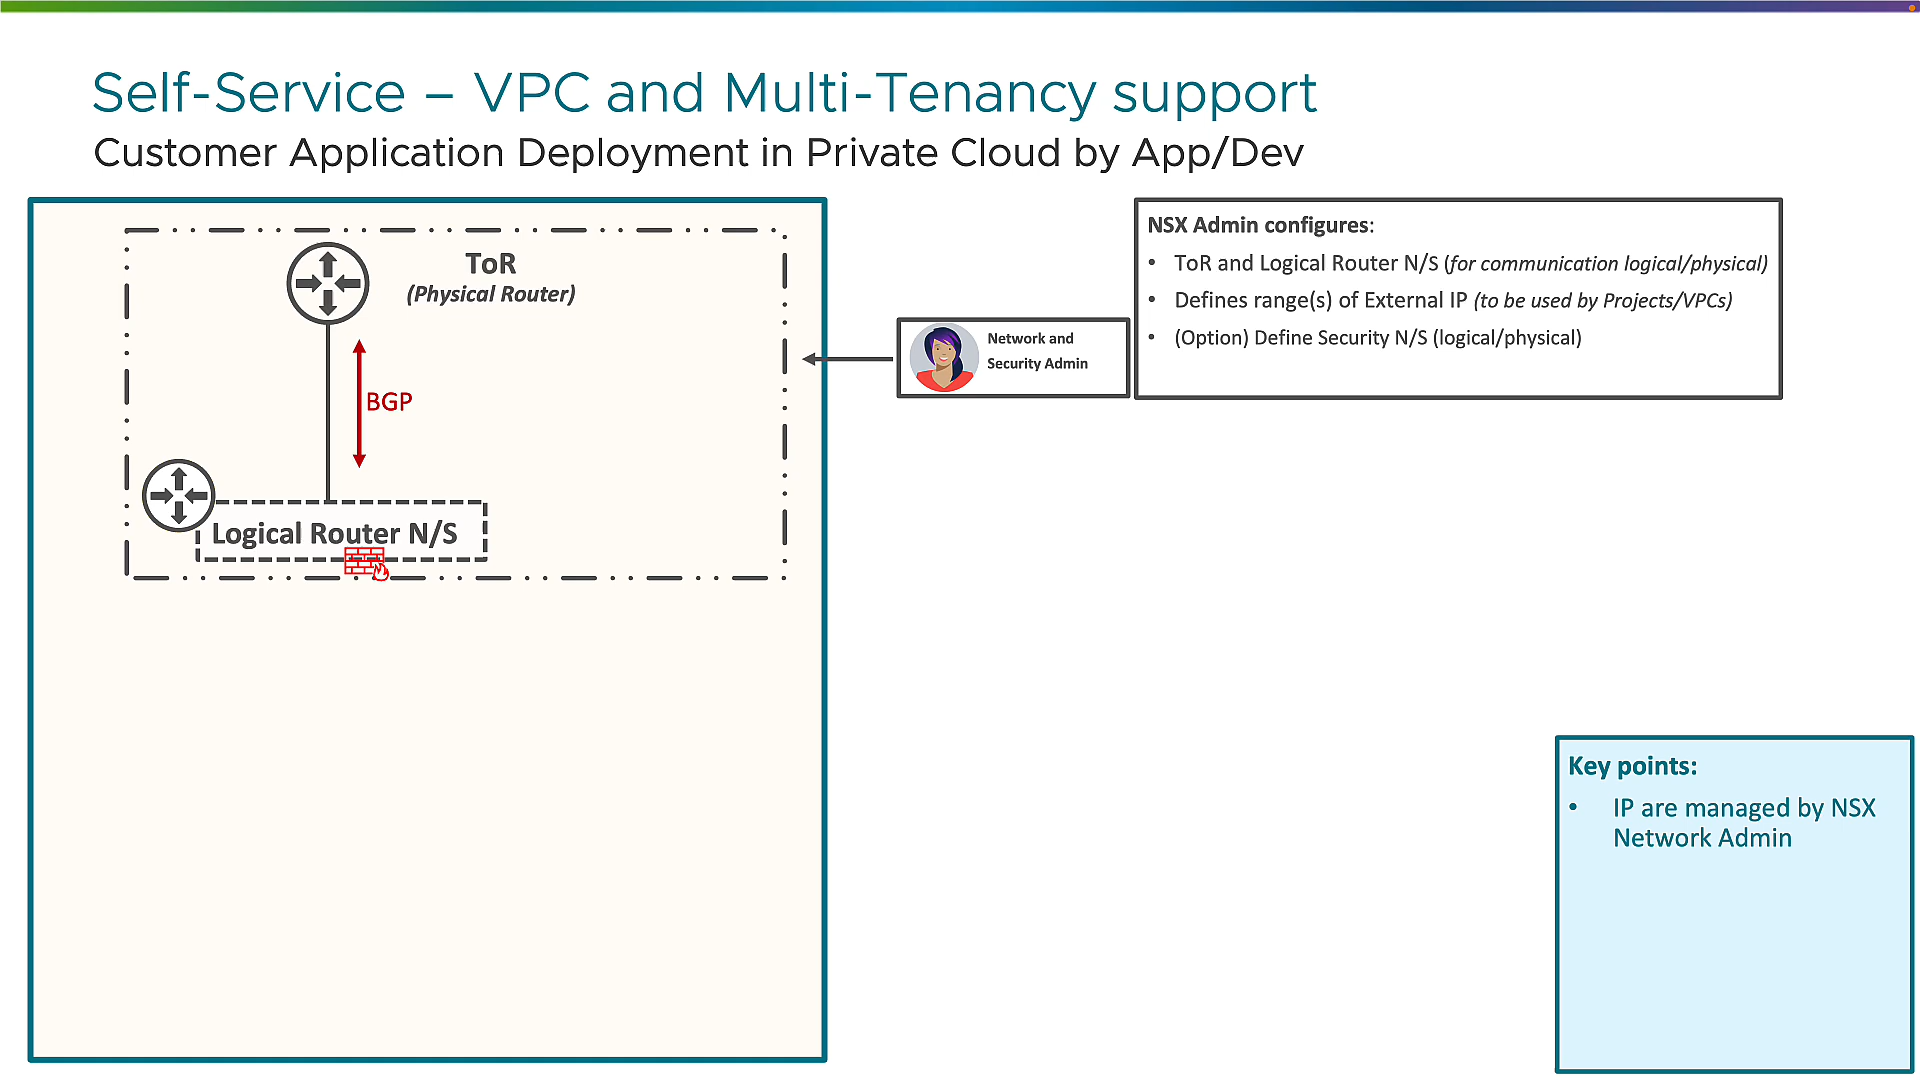 Self-Service – VPC and Multi-Tenancy support
Customer Application Deployment in Private Cloud by App/Dev
ToR
(Physical Router)
BGP
Logical Router N/S
Network and
Security Admin
NSX Admin configures:
• ToR and Logical Router N/S (for communication logical/physical)
• Defines range(s) of External IP (to be used by Projects/VPCs)
• (Option) Define Security N/S (logical/physical)
Key points:
• IP are managed by NSX
Network Admin